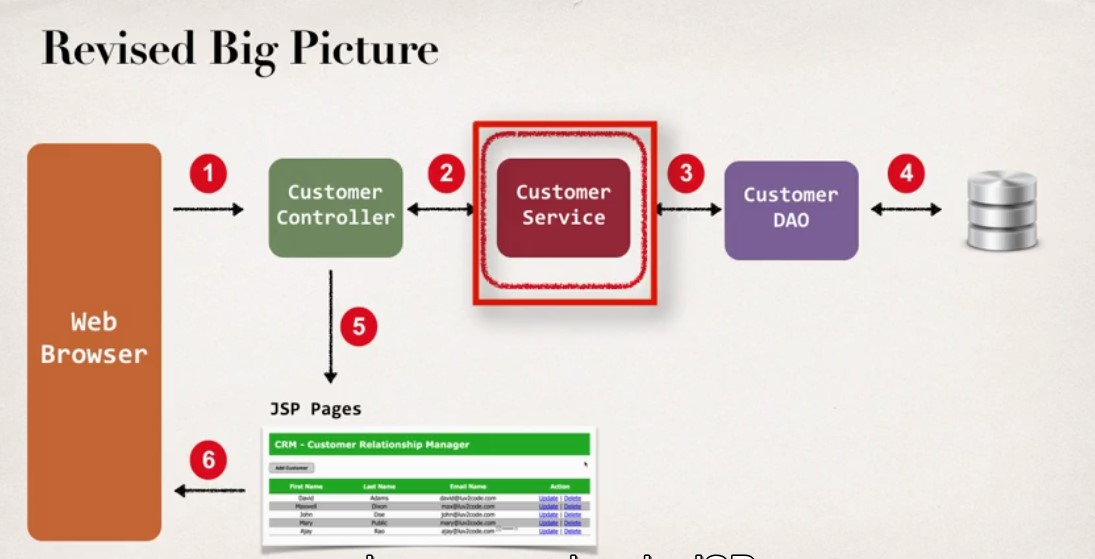 Revised Big Picture
1
2
3
4
Customer
Controller
Customer
Service
Customer
DAO
Web
Browser
5
JSP Pages
6
CRM - Customer Relationship Manager
Add Customer
First Name Last Name Email Name Action
David Adams david@luv2code.com Update | Delete
Maxwell Dixon max@luv2code.com Update | Delete
John Doe john@luv2code.com Update | Delete
Mary Public mary@luv2code.com Update | Delete
Ajay Rao ajay@luv2code.com Update | Delete